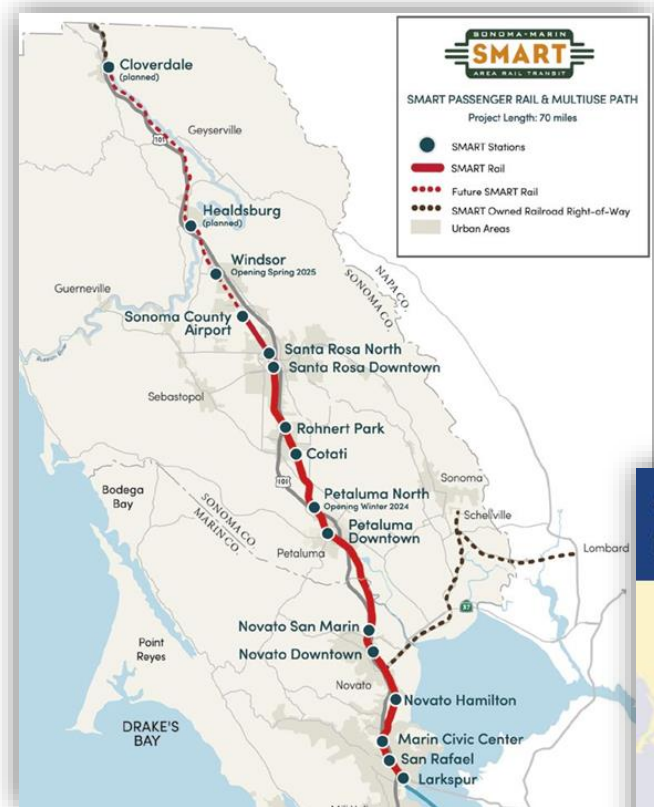 SONOMA-MARIN
SMART
AREA RAIL TRANSIT
SMART PASSENGER RAIL & MULTIUSE PATH
Project Length: 70 miles
SMART Stations
SMART Rail
Future SMART Rail
SMART Owned Railroad Right-of-Way
Urban Areas
Cloverdale
(planned)
Geyserville
101
Healdsburg
(planned)
Windsor
Opening Spring 2025
Guerneville
NAPA CO.
SONOMA CO.
Sonoma County
Airport
Santa Rosa North
Santa Rosa Downtown
Sebastopol
Rohnert Park
Cotati
101
Sonoma
Petaluma North
Opening Winter 2024
Schellville
Bodega
Bay
SONOMA CO.
MARIN CO.
Petaluma
Downtown
Petaluma
Lombard
37
Novato San Marin
Novato Downtown
Point
Reyes
Novato
Novato Hamilton
DRAKE'S
BAY
Marin Civic Center
San Rafael
Larkspur